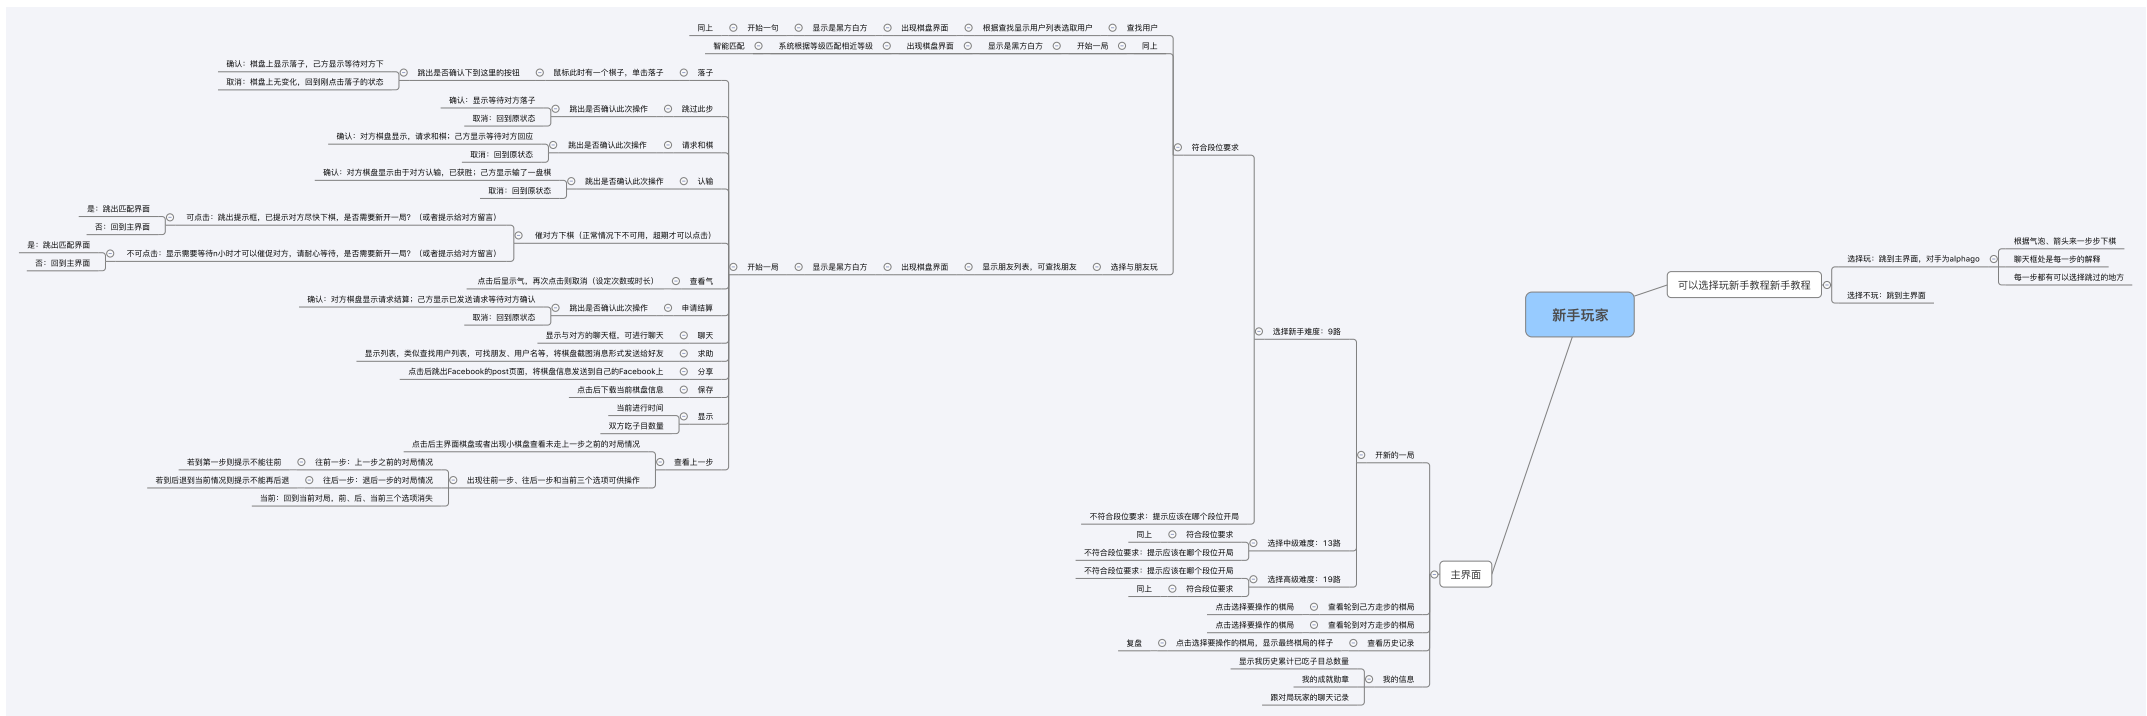 新手玩家
可以选择玩新手教程新手教程
选择玩：跳到主界面，对手为alphago
根据气泡、箭头来一步步下棋
聊天框处是每一步的解释
每一步都有可以选择跳过的地方
选择不玩：跳到主界面
主界面
开新的一局
选择新手难度：9路
符合段位要求
查找用户
根据查找显示用户列表选取用户
出现棋盘界面
显示是黑方白方
开始一句
同上
同上
开始一局
显示是黑方白方
出现棋盘界面
系统根据等级匹配相近等级
智能匹配
选择与朋友玩
显示朋友列表，可查找朋友
出现棋盘界面
显示是黑方白方
开始一局
落子
鼠标此时有一个棋子，单击落子
跳出是否确认下到这里的按钮
确认：棋盘上显示落子，己方显示等待对方下
取消：棋盘上无变化，回到刚点击落子的状态
跳过此步
跳出是否确认此次操作
确认：显示等待对方落子
取消：回到原状态
请求和棋
跳出是否确认此次操作
确认：对方棋盘显示，请求和棋；己方显示等待对方回应
取消：回到原状态
认输
跳出是否确认此次操作
确认：对方棋盘显示由于对方认输，已获胜；己方显示输了一盘棋
取消：回到原状态
催对方下棋（正常情况下不可用，超期才可以点击）
可点击：跳出提示框，已提示对方尽快下棋，是否需要新开一局？（或者提示给对方留言）
是：跳出匹配界面
否：回到主界面
不可点击：显示需要等待n小时才可以催促对方，请耐心等待，是否需要新开一局？（或者提示给对方留言）
是：跳出匹配界面
否：回到主界面
查看气
点击后显示气，再次点击则取消（设定次数或时长）
申请结算
跳出是否确认此次操作
确认：对方棋盘显示请求结算；己方显示已发送请求等待对方确认
取消：回到原状态
聊天
显示与对方的聊天框，可进行聊天
求助
显示列表，类似查找用户列表，可找朋友、用户名等，将棋盘截图消息形式发送给好友
分享
点击后跳出Facebook的post页面，将棋盘信息发送到自己的Facebook上
保存
点击后下载当前棋盘信息
显示
当前进行时间
双方吃子目数量
查看上一步
点击后主界面棋盘或者出现小棋盘查看未走上一步之前的对局情况
出现往前一步、往后一步和当前三个选项可供操作
往前一步：上一步之前的对局情况
若到第一步则提示不能往前
往后一步：退后一步的对局情况
若到后退到当前情况则提示不能再后退
当前：回到当前对局，前、后、当前三个选项消失
不符合段位要求：提示应该在哪个段位开局
选择中级难度：13路
符合段位要求
同上
不符合段位要求：提示应该在哪个段位开局
选择高级难度：19路
不符合段位要求：提示应该在哪个段位开局
符合段位要求
同上
查看轮到己方走步的棋局
点击选择要操作的棋局
查看轮到对方走步的棋局
点击选择要操作的棋局
查看历史记录
点击选择要操作的棋局，显示最终棋局的样子
复盘
我的信息
显示我历史累计已吃子目总数量
我的成就勋章
跟对局玩家的聊天记录